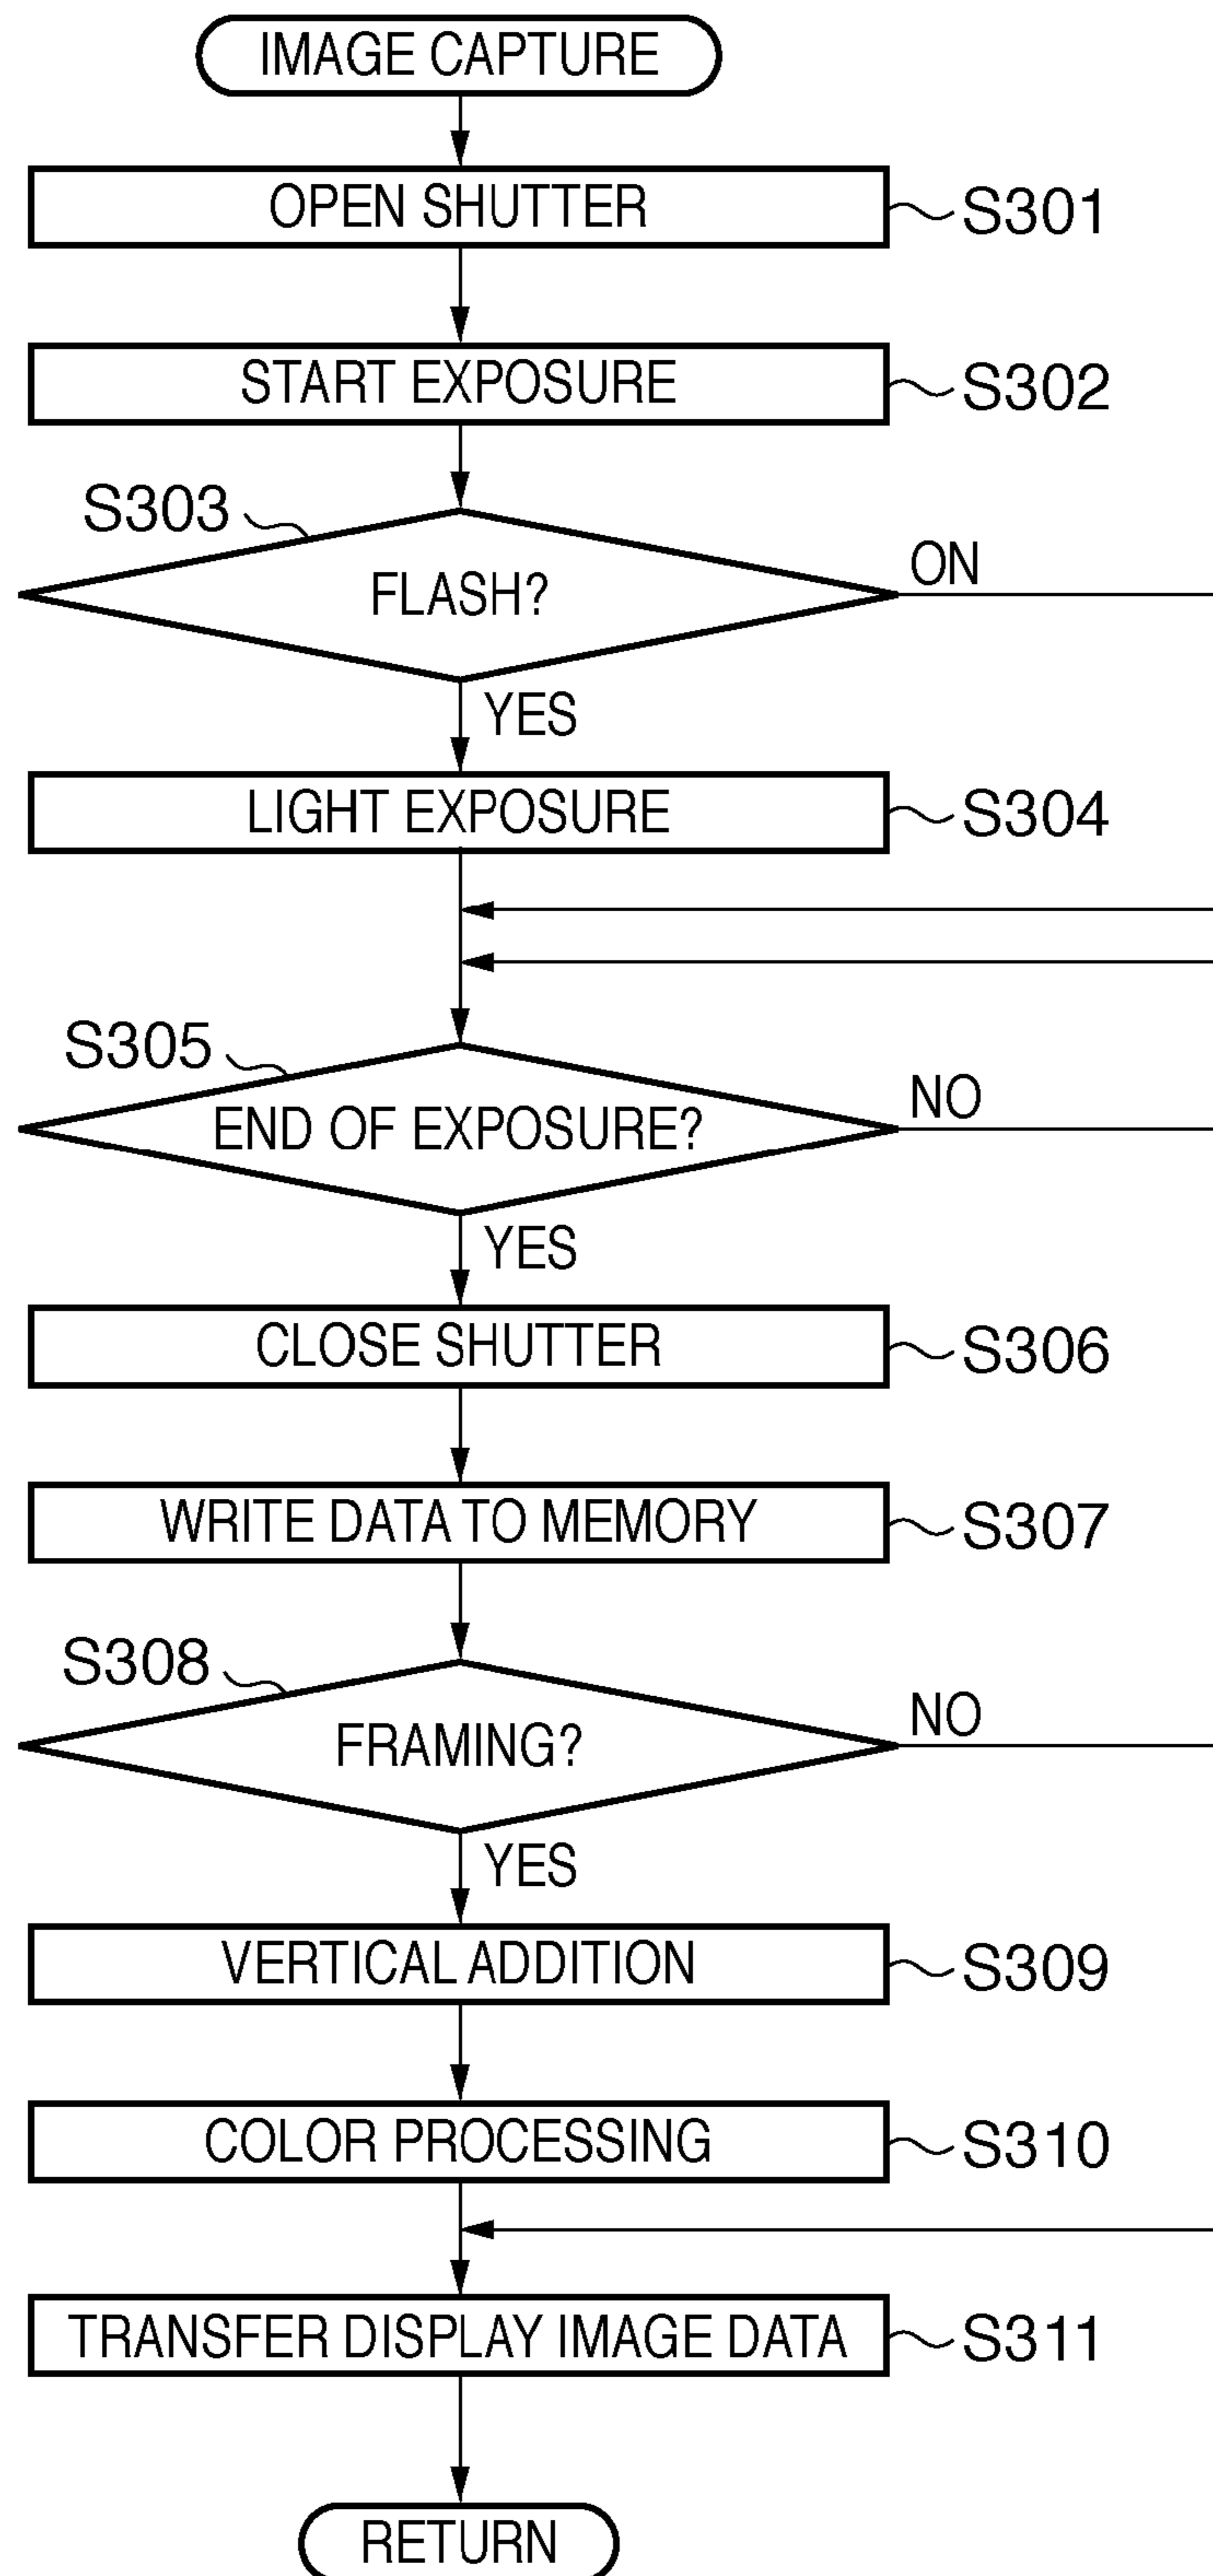 IMAGE CAPTURE
OPEN SHUTTER
S301
START EXPOSURE
S302
S303
FLASH?
ON
YES
LIGHT EXPOSURE
S304
S305
END OF EXPOSURE?
NO
YES
CLOSE SHUTTER
S306
WRITE DATA TO MEMORY
S307
S308
FRAMING?
NO
YES
VERTICAL ADDITION
S309
COLOR PROCESSING
S310
TRANSFER DISPLAY IMAGE DATA
S311
RETURN